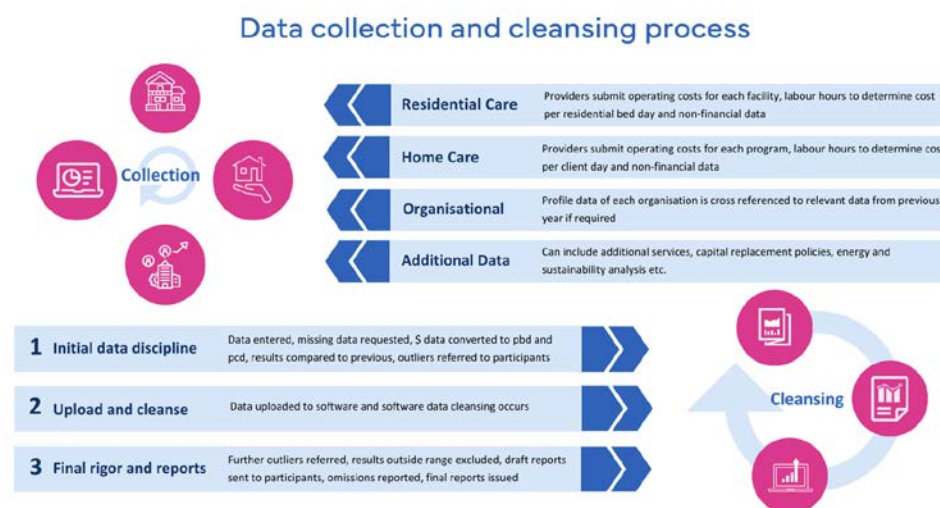 Data collection and cleansing process
Collection
Residential Care
Providers submit operating costs for each facility, labour hours to determine cost
per residential bed day and non-financial data
Home Care
Providers submit operating costs for each program, labour hours to determine cos
per client day and non-financial data
Organisational
Profile data of each organisation is cross referenced to relevant data from previous
year if required
Additional Data
Can include additional services, capital replacement policies, energy and
sustainability analysis etc.
1 Initial data discipline
Data entered, missing data requested, $ data converted to pbd and
pcd, results compared to previous, outliers referred to participants
2 Upload and cleanse
Data uploaded to software and software data cleansing occurs
3 Final rigor and reports
Further outliers referred, results outside range excluded, draft reports
sent to participants, omissions reported, final reports issued
Cleansing